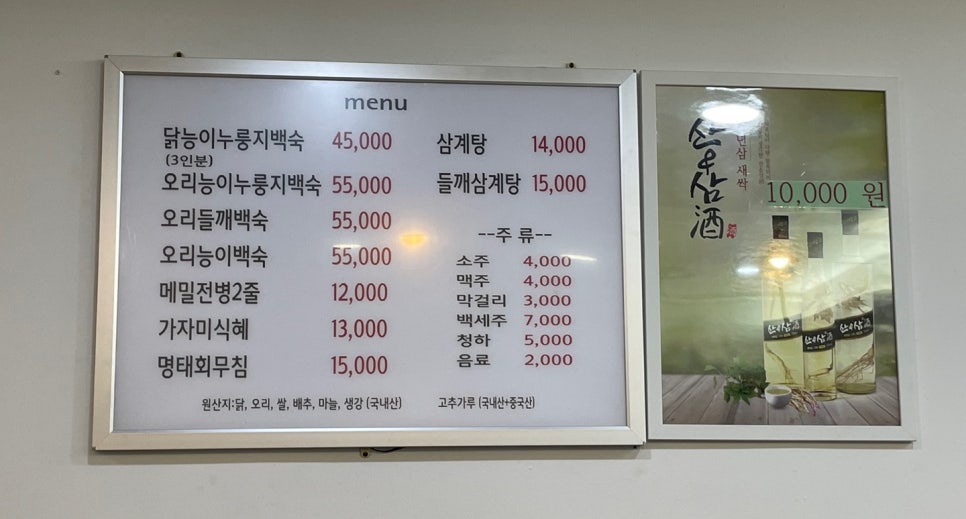 menu
닭능이누룽지백숙 45,000
(3인분)
오리능이누룽지백숙 55,000
오리들깨백숙 55,000
오리능이백숙 55,000
메밀전병2줄 12,000
가자미식혜 13,000
명태회무침 15,000
삼계탕 14,000
들깨삼계탕 15,000
--주 류--
소주 4,000
맥주 4,000
막걸리 3,000
백세주 7,000
청하 5,000
음료 2,000
원산지:닭, 오리, 쌀, 배추, 마늘, 생강 (국내산)
고추가루 (국내산+중국산)
산삼酒
년삼 새싹
10,000 원